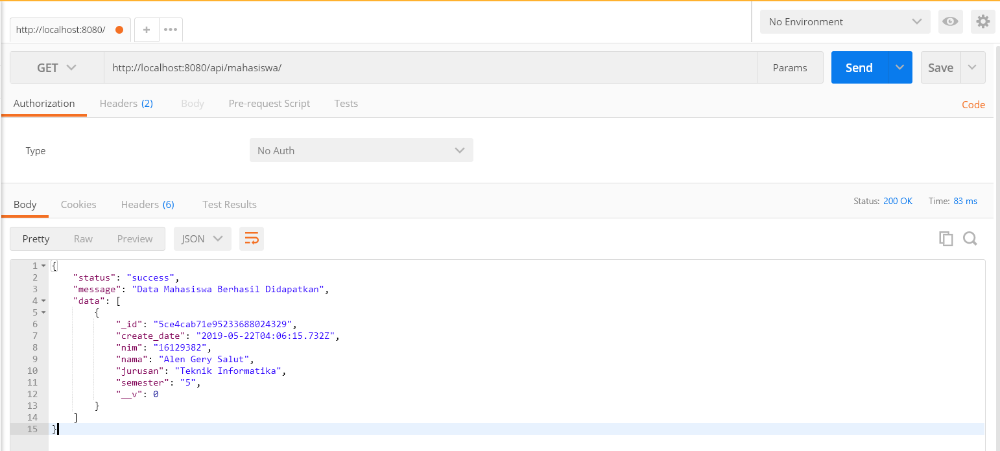 http://localhost:8080/ + ••• No Environment
GET http://localhost:8080/api/mahasiswa/ Params Send Save
Authorization Headers (2) Body Pre-request Script Tests Code
Type No Auth
Body Cookies Headers (6) Test Results Status: 200 OK Time: 83 ms
Pretty Raw Preview JSON
1 {
2 "status": "success",
3 "message": "Data Mahasiswa Berhasil Didapatkan",
4 "data": [
5 {
6 "_id": "5ce4cab71e95233688024329",
7 "create_date": "2019-05-22T04:06:15.732Z",
8 "nim": "16129382",
9 "nama": "Alen Gery Salut",
10 "jurusan": "Teknik Informatika",
11 "semester": "5",
12 "__v": 0
13 }
14 ]
15 }